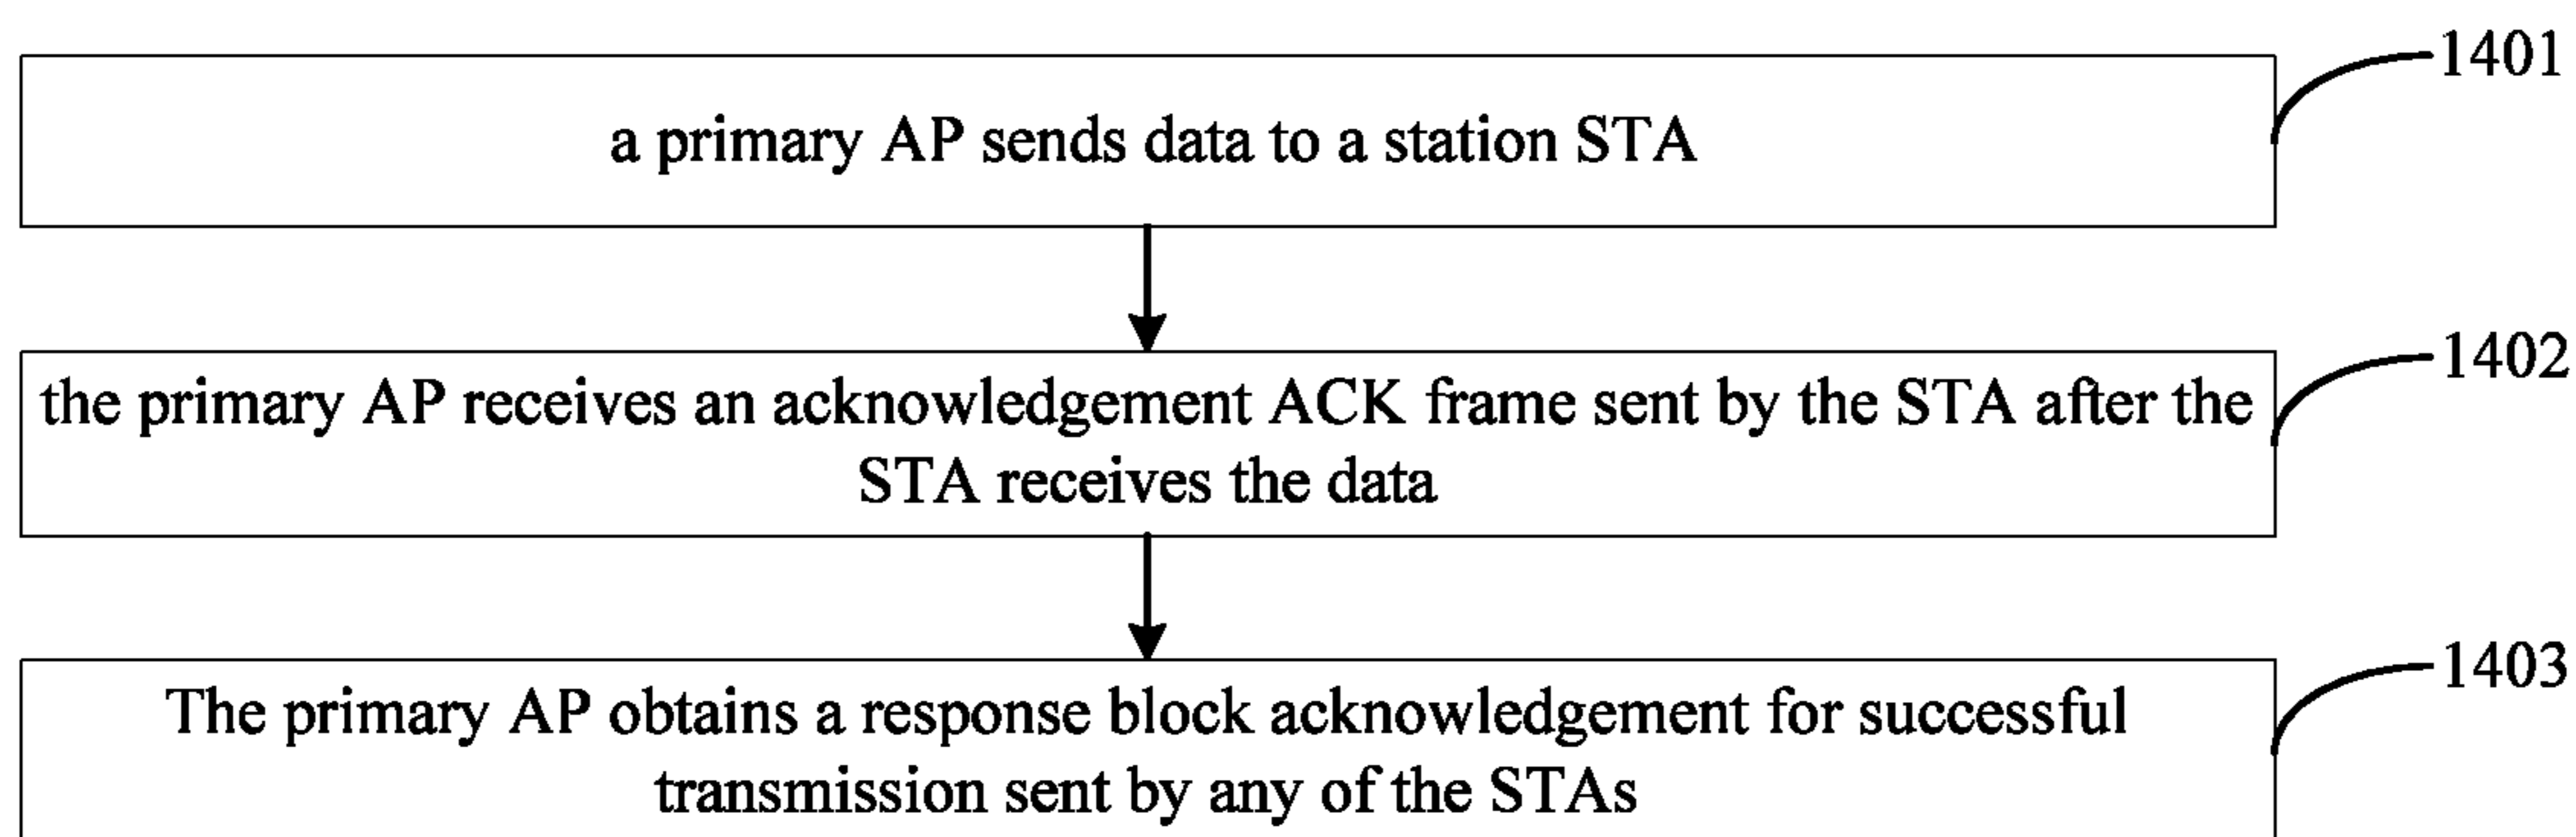 1401
a primary AP sends data to a station STA
1402
the primary AP receives an acknowledgement ACK frame sent by the STA after the
STA receives the data
1403
The primary AP obtains a response block acknowledgement for successful
transmission sent by any of the STAs